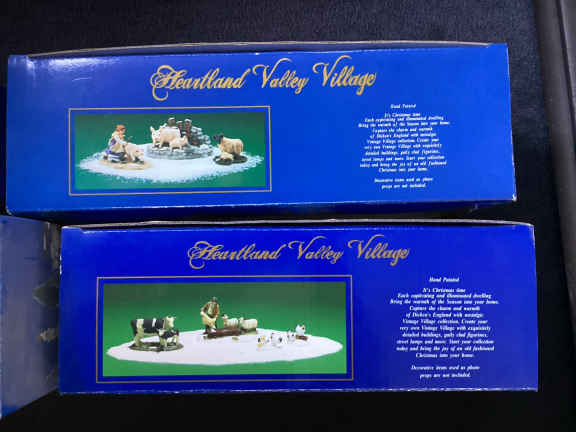 Heartland Valley Village
Hand Painted
It's Christmas time
Each captivating and illuminated dwelling
Bring the warmth of the Season into your home.
Capture the charm and warmth
of Dicken's England with nostalgic
Vintage Village collection. Create your
very own Vintage Village with exquisitely
detailed buildings, gaily clad figurines,
street lamps and more. Start your collection
today and bring the joy of an old fashioned
Christmas into your home.
Decorative items used as photo
props are not included.
Heartland Valley Village
Hand Painted
It's Christmas time
Each captivating and illuminated dwelling
Bring the warmth of the Season into your home.
Capture the charm and warmth
of Dicken's England with nostalgic
Vintage Village collection. Create your
very own Vintage Village with exquisitely
detailed buildings, gaily clad figurines,
street lamps and more. Start your collection
today and bring the joy of an old fashioned
Christmas into your home.
Decorative items used as photo
props are not included.